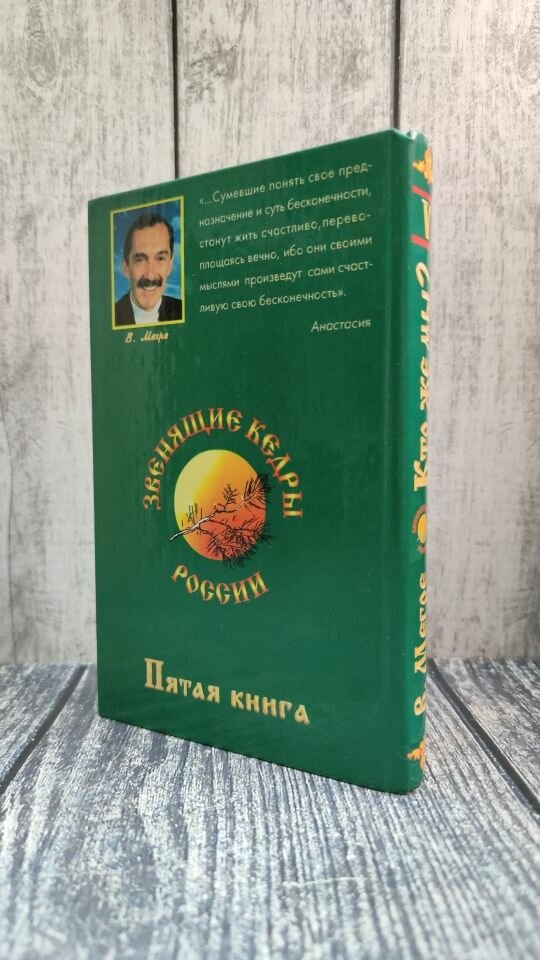 «...Сумевшие понять свое пред-
назначение и суть бесконечности,
станут жить счастливо, перево-
площаясь вечно, ибо они своими
мыслями произведут сами счаст-
ливую свою бесконечность».
Анастасия
В. Мегре
ЗВЕНЯЩИЕ КЕДРЫ
РОССИИ
Пятая книга
В. Мегре Кто же мы?